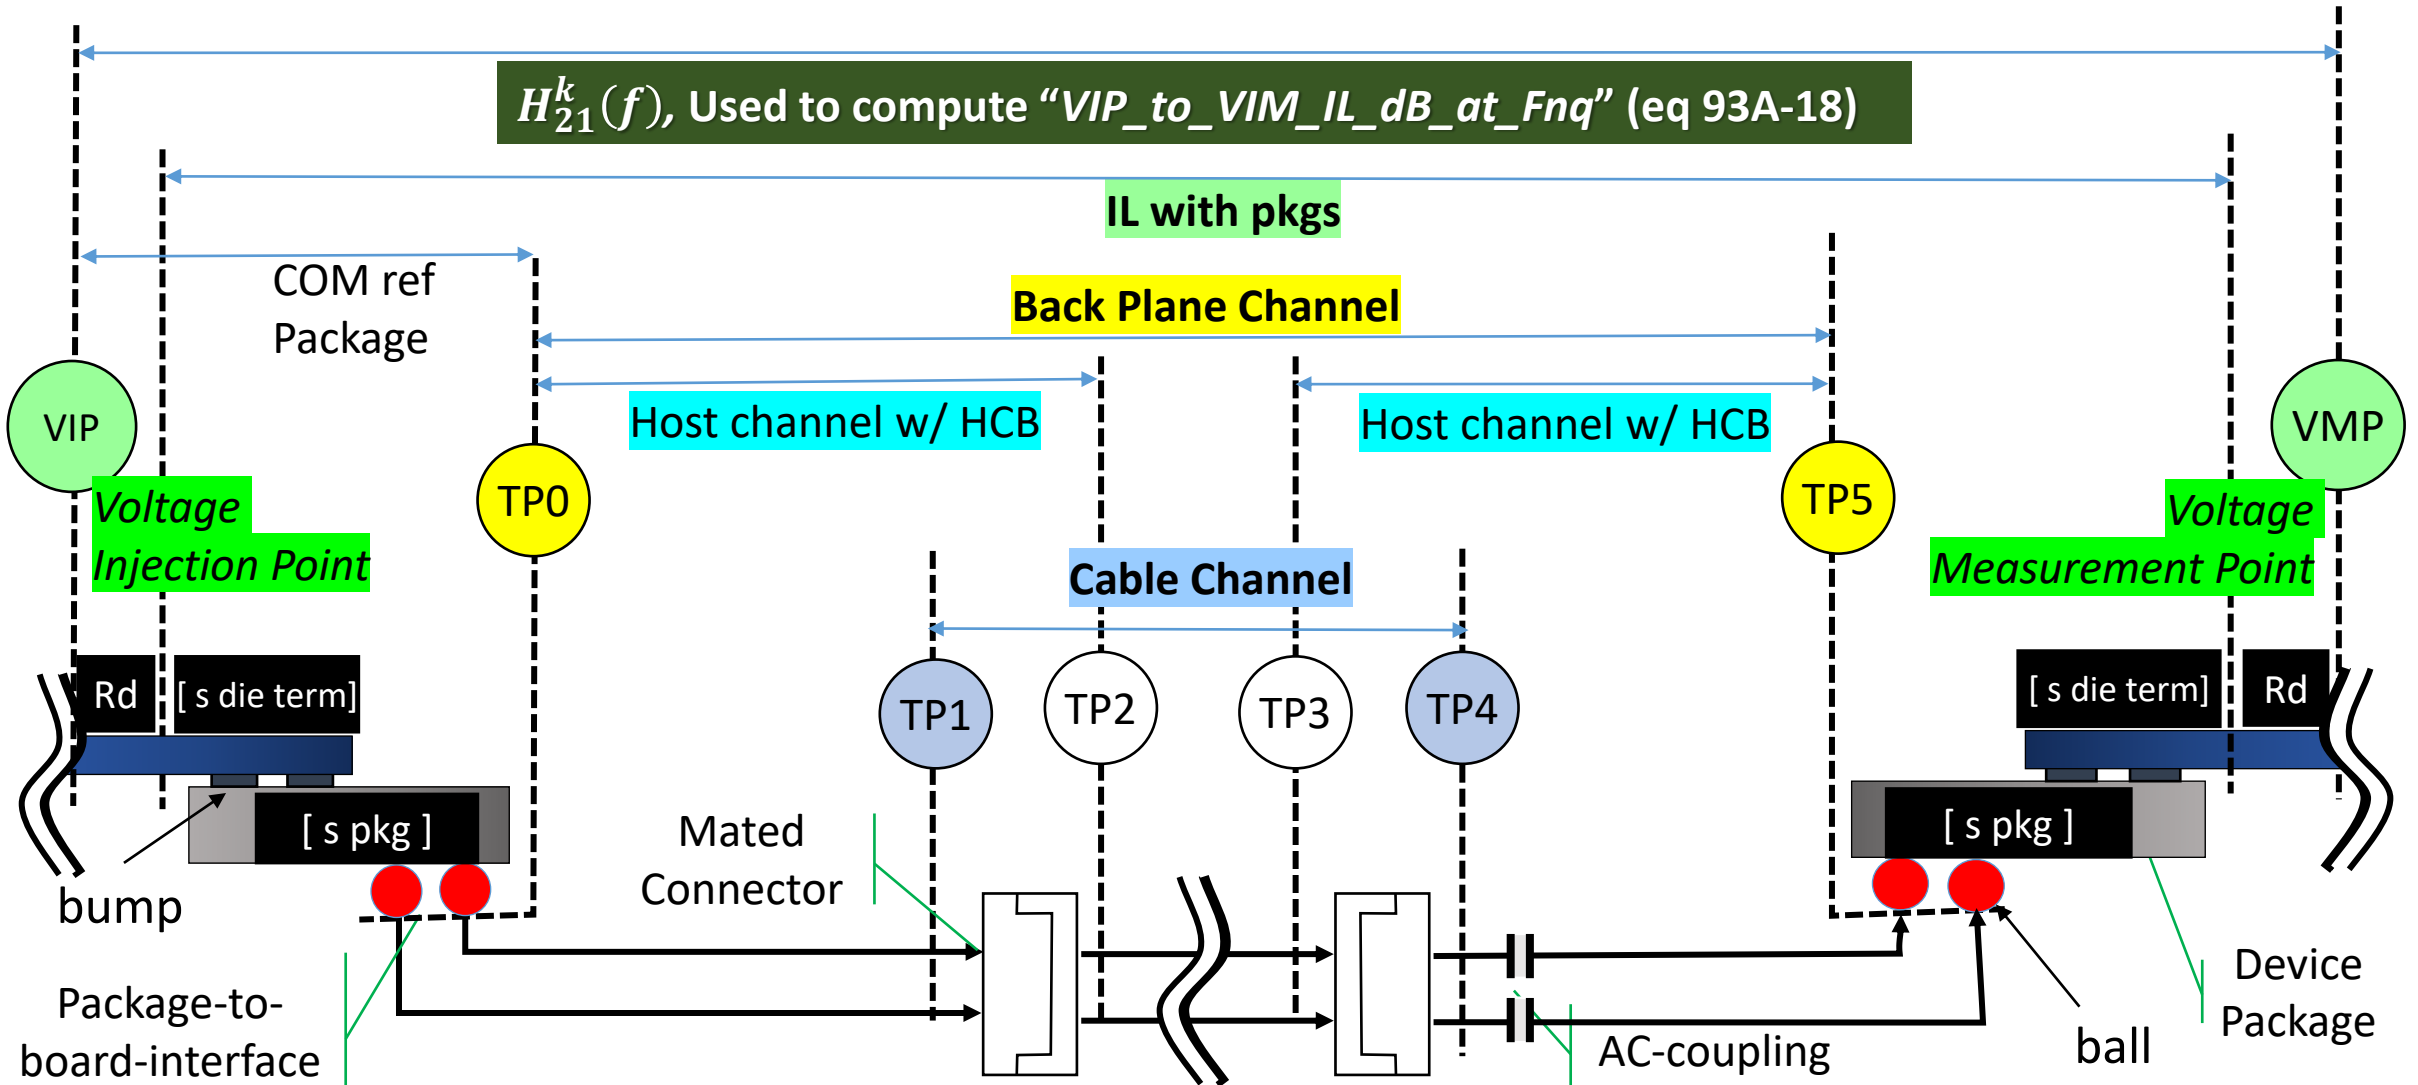 H₂₁ᵏ(f), Used to compute “VIP_to_VIM_IL_dB_at_Fnq” (eq 93A-18)
IL with pkgs
COM ref
Package
Back Plane Channel
Host channel w/ HCB
Host channel w/ HCB
VIP
VMP
TP0
TP5
Voltage
Injection Point
Voltage
Measurement Point
Cable Channel
TP1
TP2
TP3
TP4
Rd
[ s die term]
[ s die term]
Rd
[ s pkg ]
[ s pkg ]
bump
Mated
Connector
Package-to-
board-interface
AC-coupling
ball
Device
Package